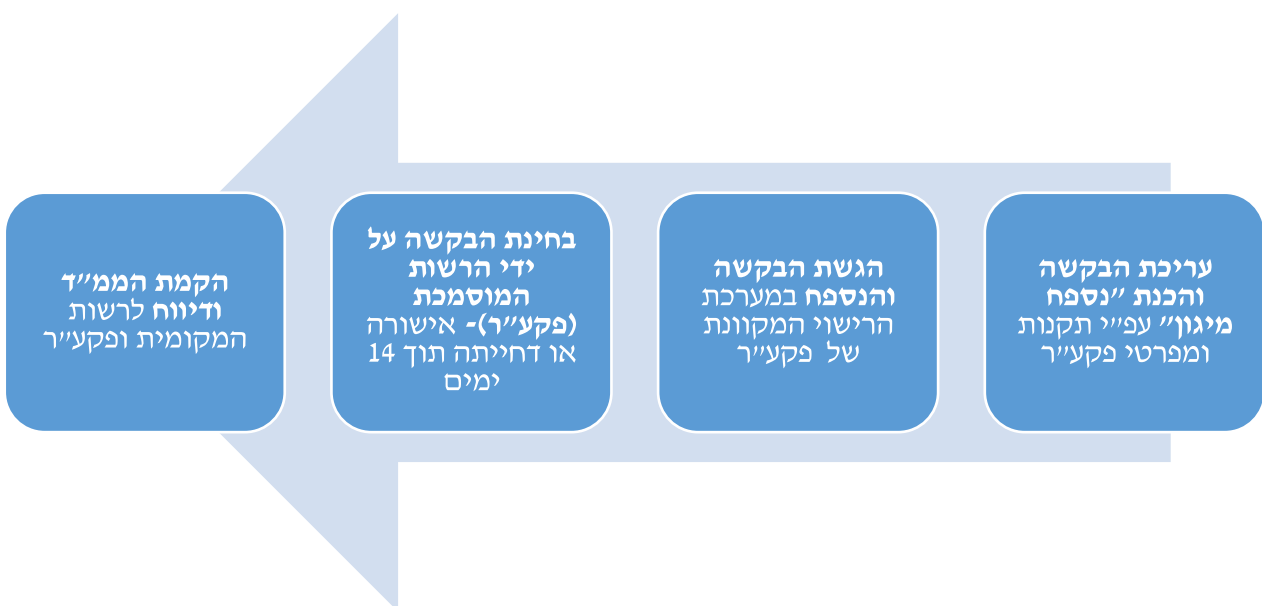 עריכת הבקשה
והכנת "נספח
מיגון" עפ"י תקנות
ומפרטי פקע"ר
הגשת הבקשה
והנספח במערכת
הרישוי המקוונת
של פקע"ר
בחינת הבקשה על
ידי הרשות
המוסמכת
(פקע"ר)- אישורה
או דחייתה תוך 14
ימים
הקמת הממ"ד
ודיווח לרשות
המקומית ופקע"ר